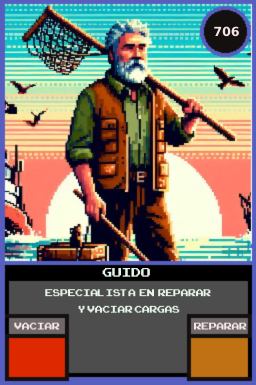 706
GUIDO
ESPECIALISTA EN REPARAR
Y VACIAR CARGAS
VACIAR
REPARAR